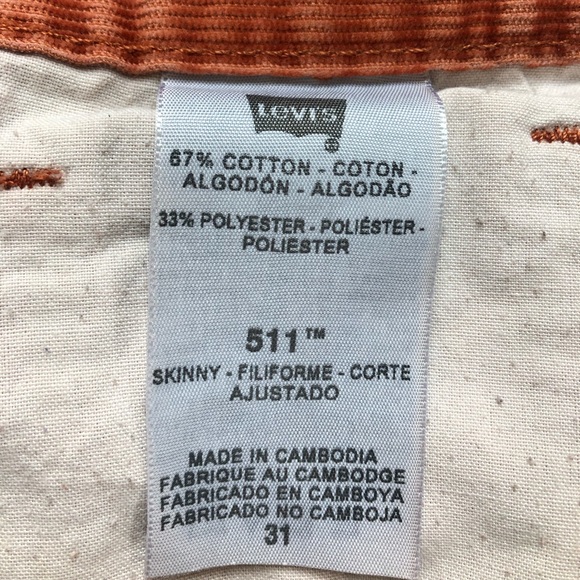 Levi's
®
67% COTTON - COTON -
ALGODÓN - ALGODÃO
33% POLYESTER - POLIÉSTER -
POLIESTER
511™
SKINNY - FILIFORME - CORTE
AJUSTADO
MADE IN CAMBODIA
FABRIQUE AU CAMBODGE
FABRICADO EN CAMBOYA
FABRICADO NO CAMBOJA
31